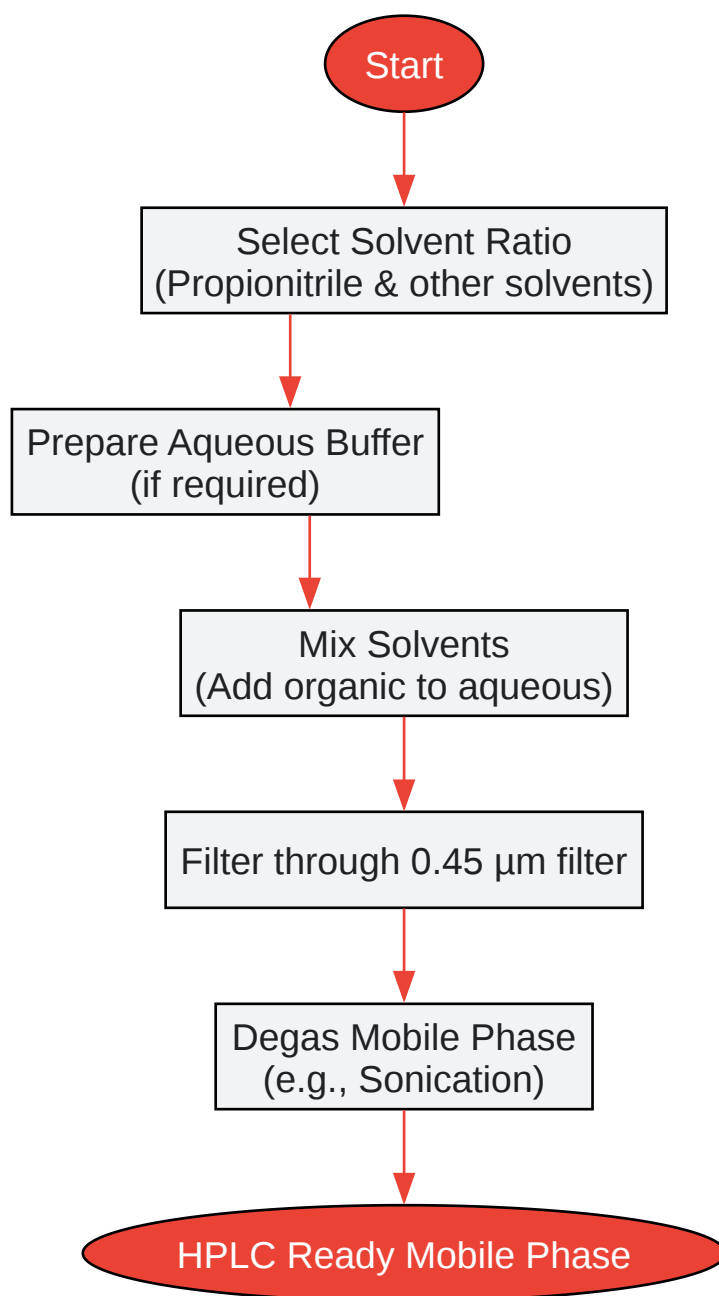 Start
Select Solvent Ratio
(Propionitrile & other solvents)
Prepare Aqueous Buffer
(if required)
Mix Solvents
(Add organic to aqueous)
Filter through 0.45 µm filter
Degas Mobile Phase
(e.g., Sonication)
HPLC Ready Mobile Phase